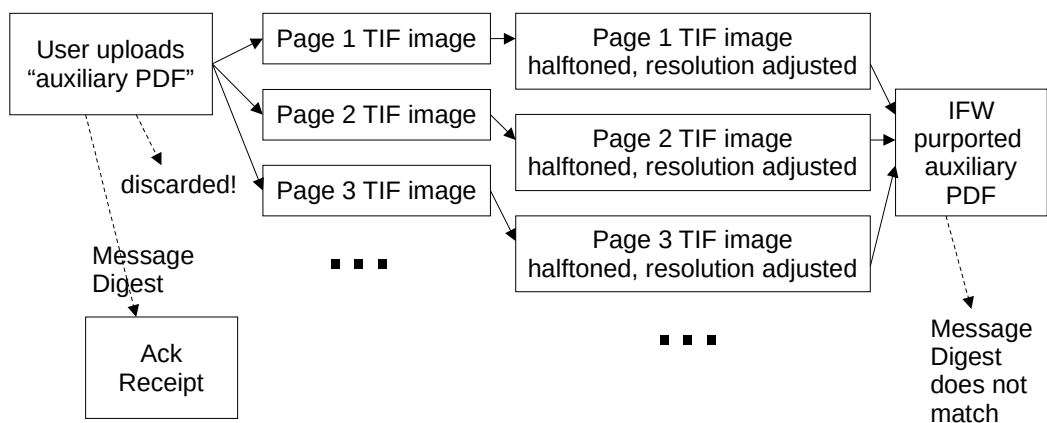 User uploads
“auxiliary PDF”
Page 1 TIF image
Page 1 TIF image
halftoned, resolution adjusted
Page 2 TIF image
Page 2 TIF image
halftoned, resolution adjusted
IFW
purported
auxiliary
PDF
discarded!
Page 3 TIF image
Page 3 TIF image
halftoned, resolution adjusted
Message
Digest
Ack
Receipt
Message
Digest
does not
match